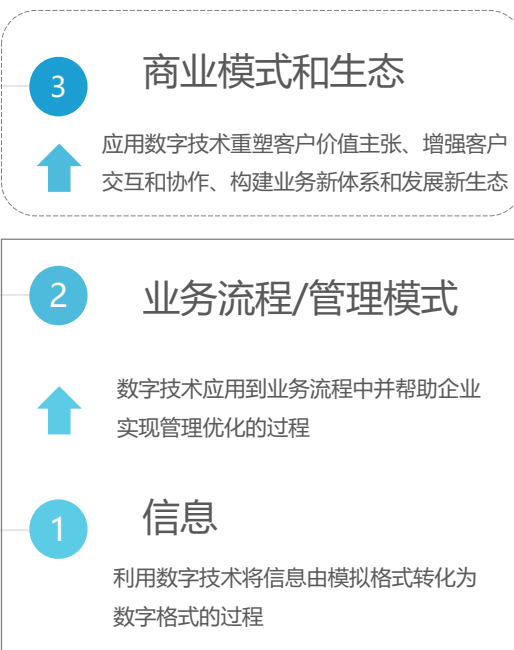 3
商业模式和生态
应用数字技术重塑客户价值主张、增强客户
交互和协作、构建业务新体系和发展新生态
2
业务流程/管理模式
数字技术应用到业务流程中并帮助企业
实现管理优化的过程
1
信息
利用数字技术将信息由模拟格式转化为
数字格式的过程